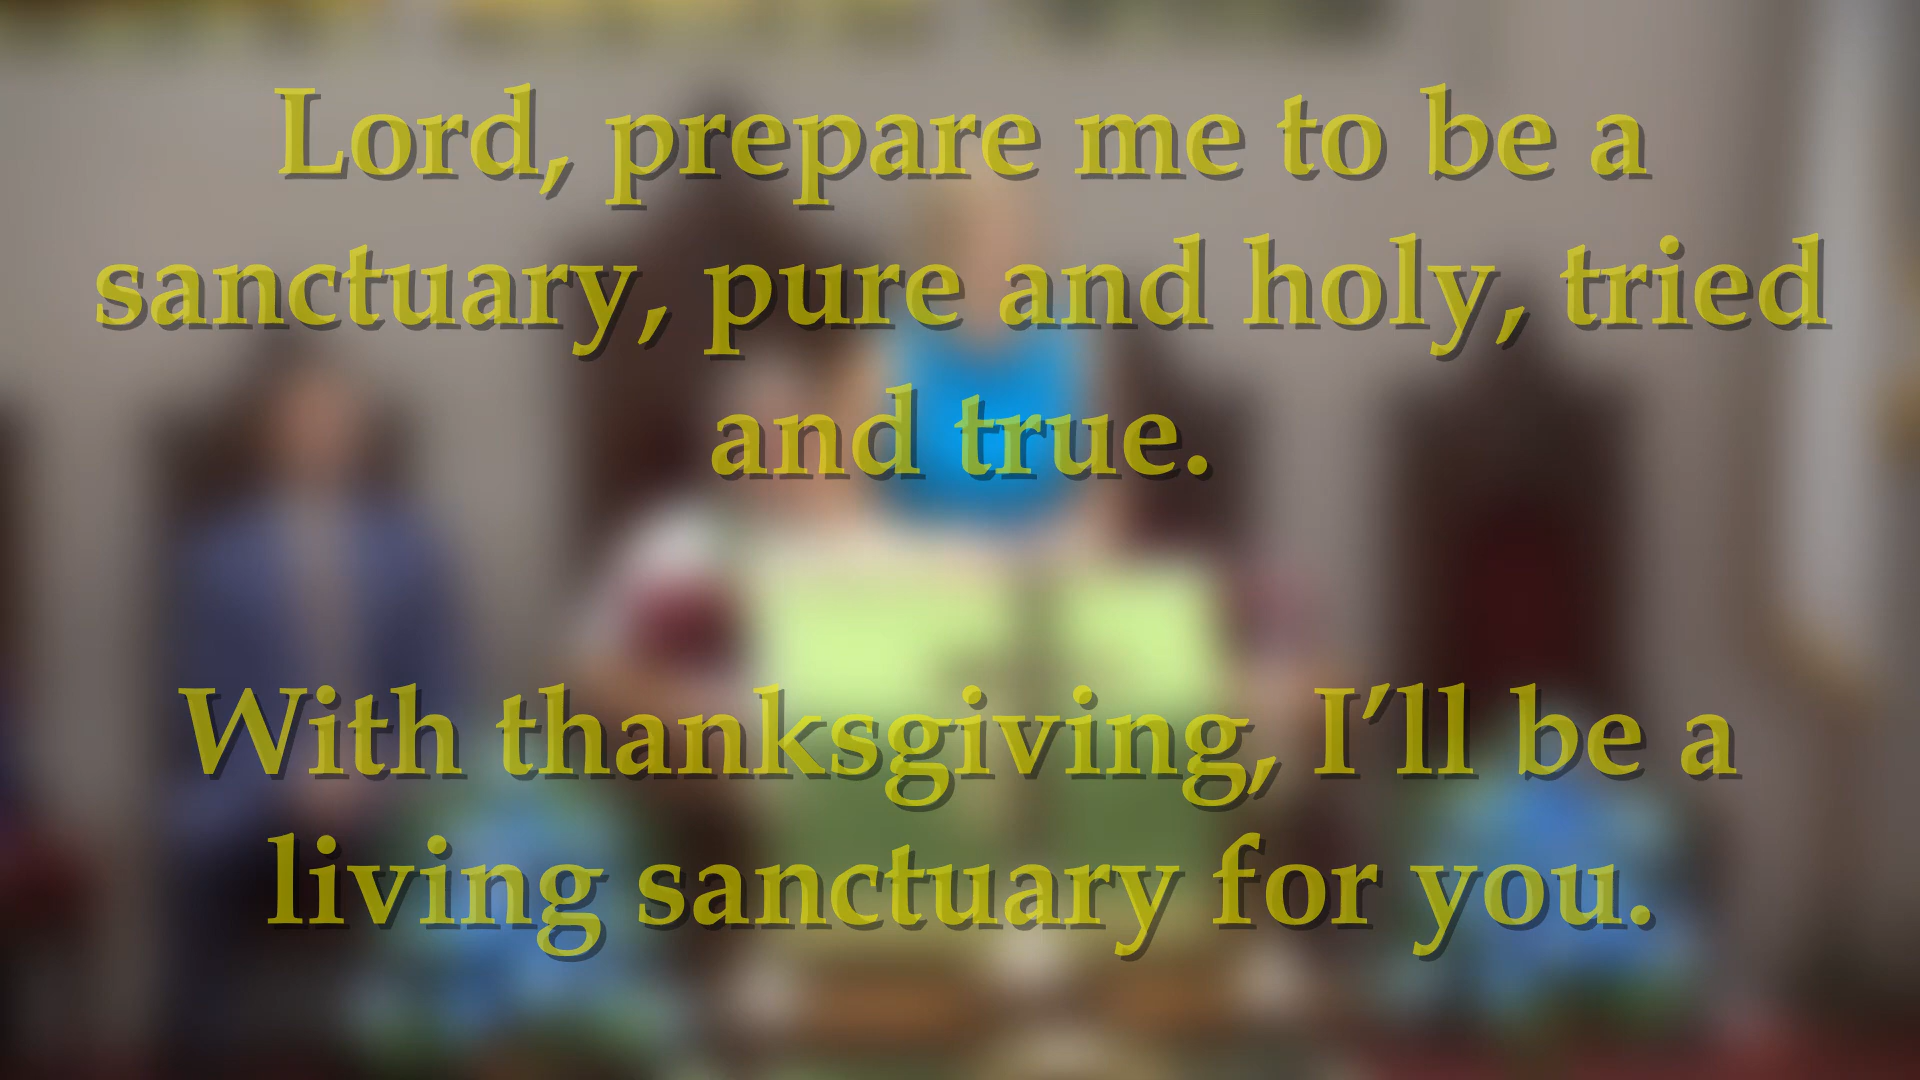 Lord, prepare me to be a
sanctuary, pure and holy, tried
and true.
With thanksgiving, I’ll be a
living sanctuary for you.